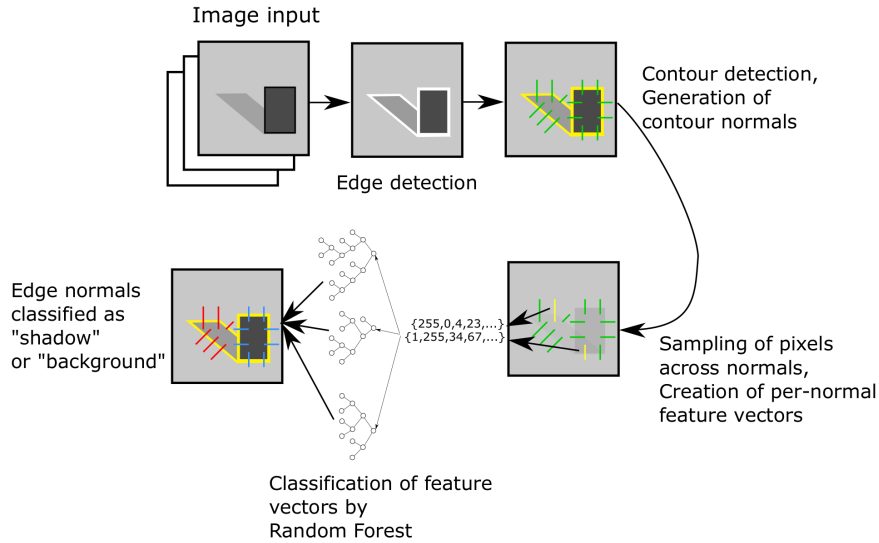 Image input
Edge detection
Contour detection,
Generation of
contour normals
Sampling of pixels
across normals,
Creation of per-normal
feature vectors
{255,0,4,23,...}
{1,255,34,67,...}
Classification of feature
vectors by
Random Forest
Edge normals
classified as
"shadow"
or "background"